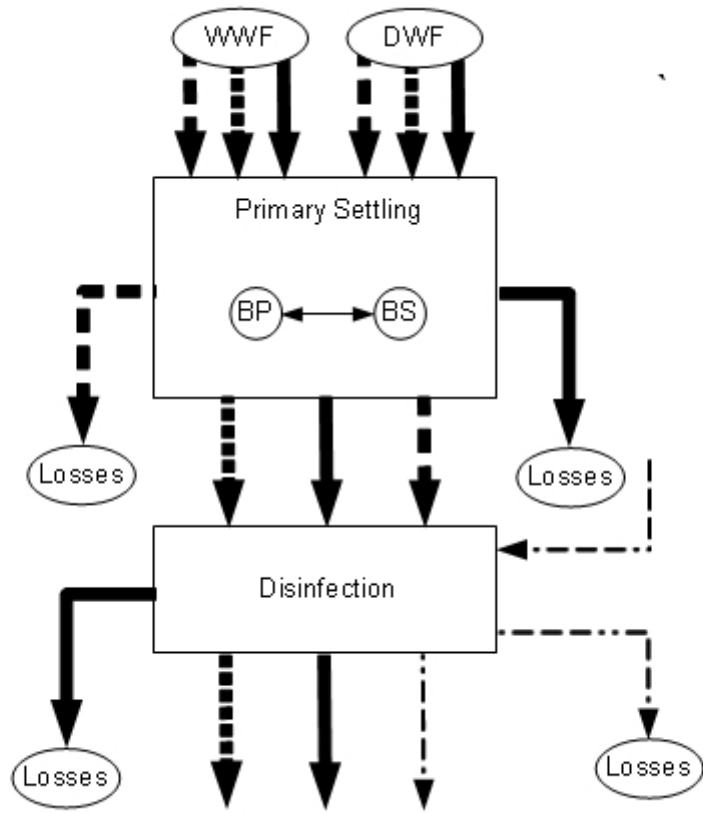 WWF
DWF
Primary Settling
BP
BS
Losses
Losses
Disinfection
Losses
Losses